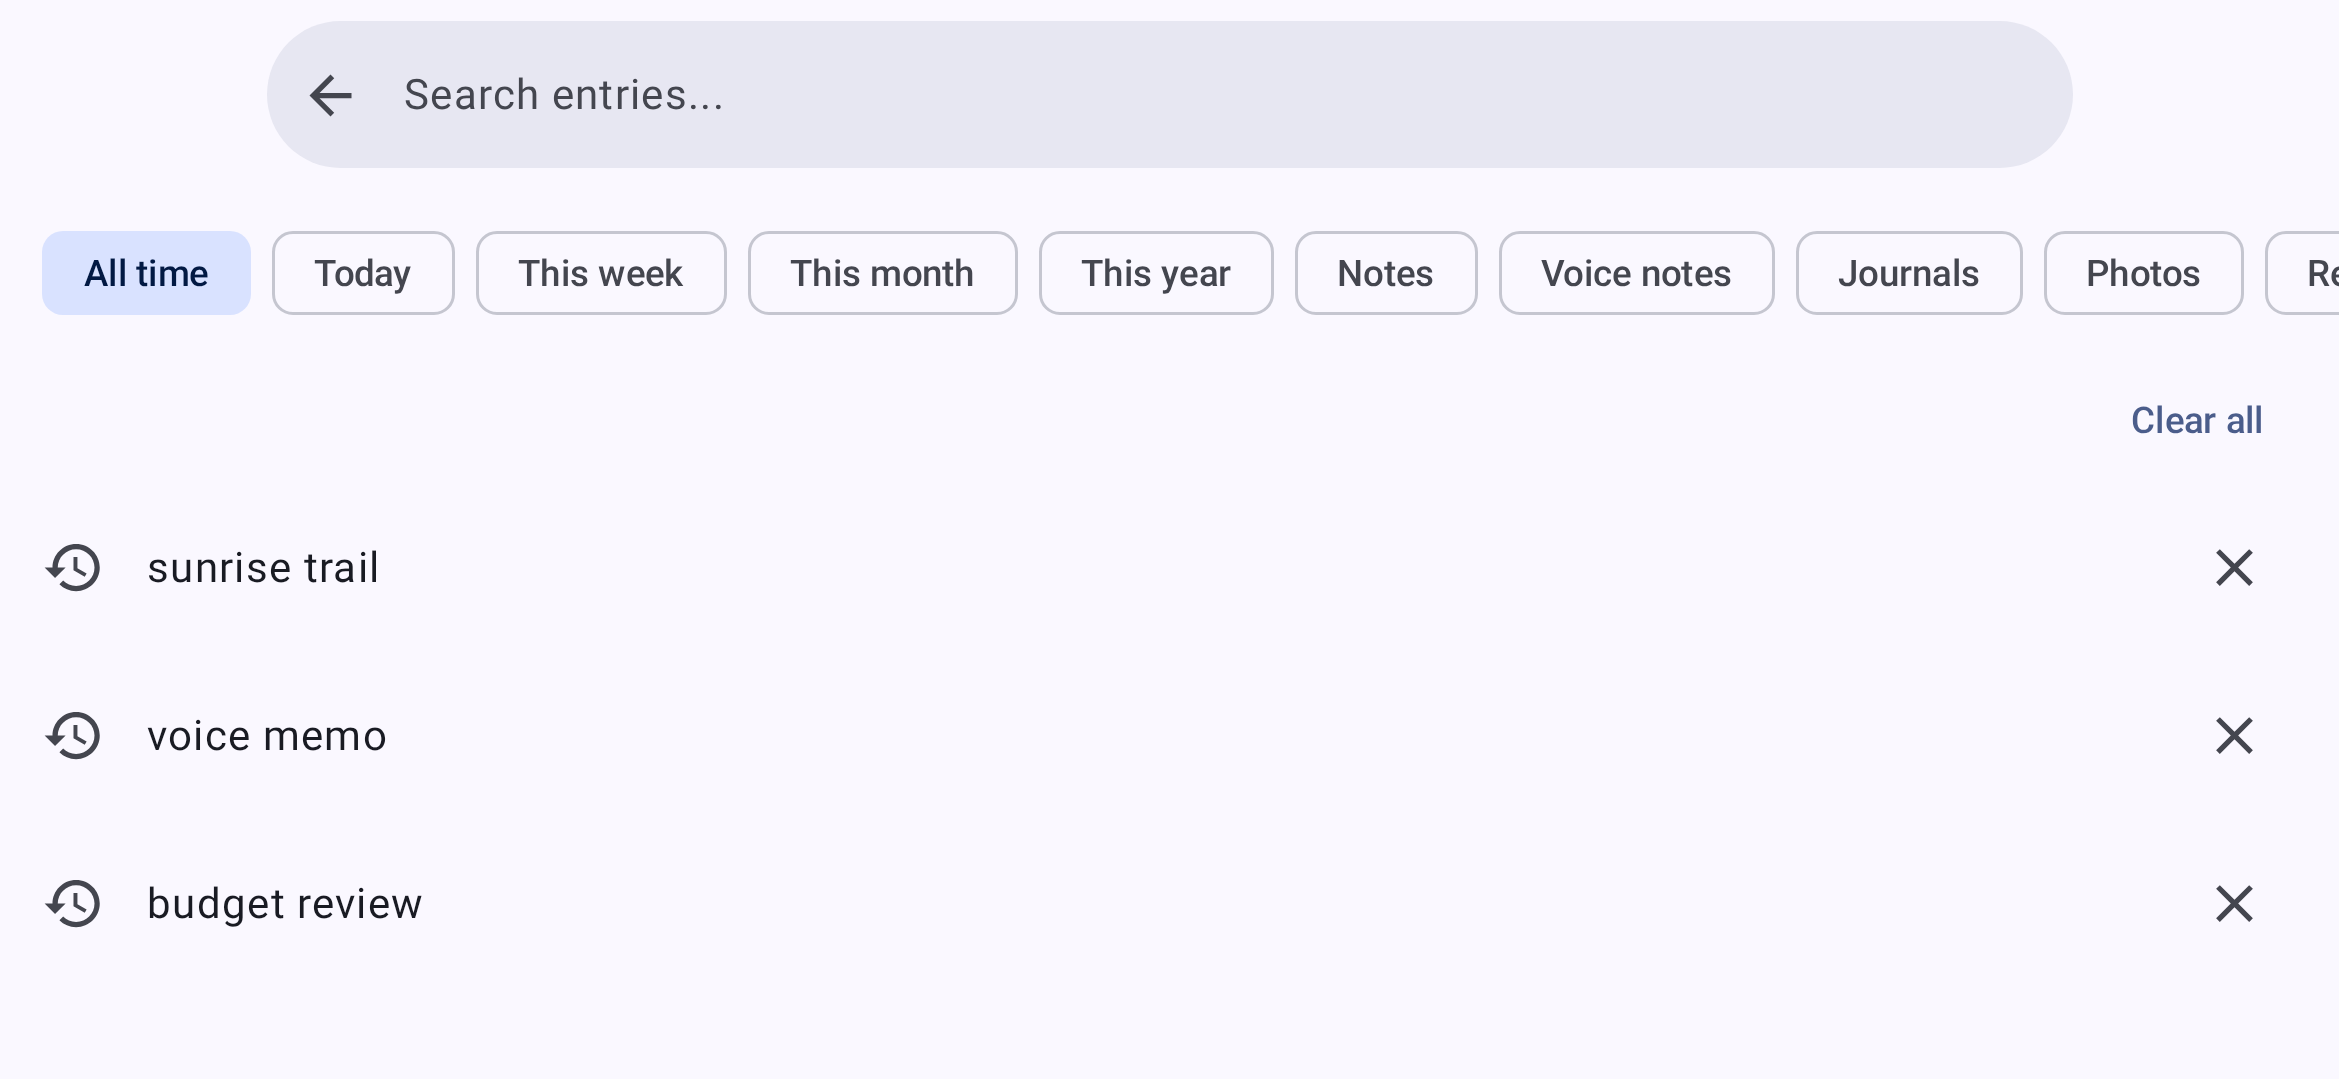 Search entries...
All time Today This week This month This year Notes Voice notes Journals Photos
Clear all
sunrise trail
voice memo
budget review